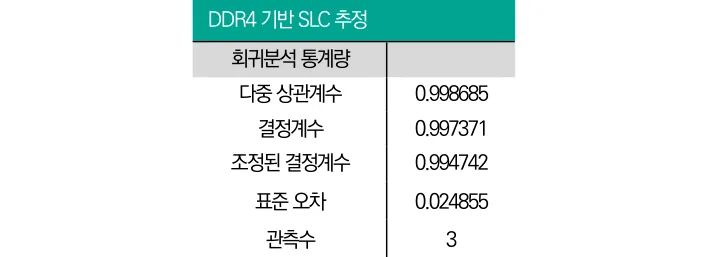 DDR4 기반 SLC 추정
회귀분석 통계량
다중 상관계수 0.998685
결정계수 0.997371
조정된 결정계수 0.994742
표준 오차 0.024855
관측수 3